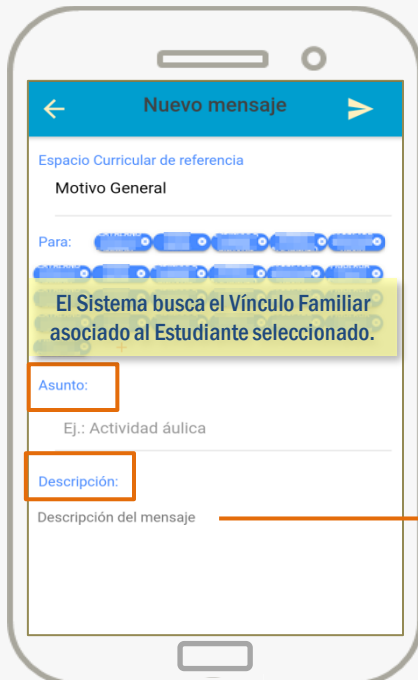 Nuevo mensaje
Espacio Curricular de referencia
Motivo General
Para:
El Sistema busca el Vínculo Familiar
asociado al Estudiante seleccionado.
+
Asunto:
Ej.: Actividad áulica
Descripción:
Descripción del mensaje